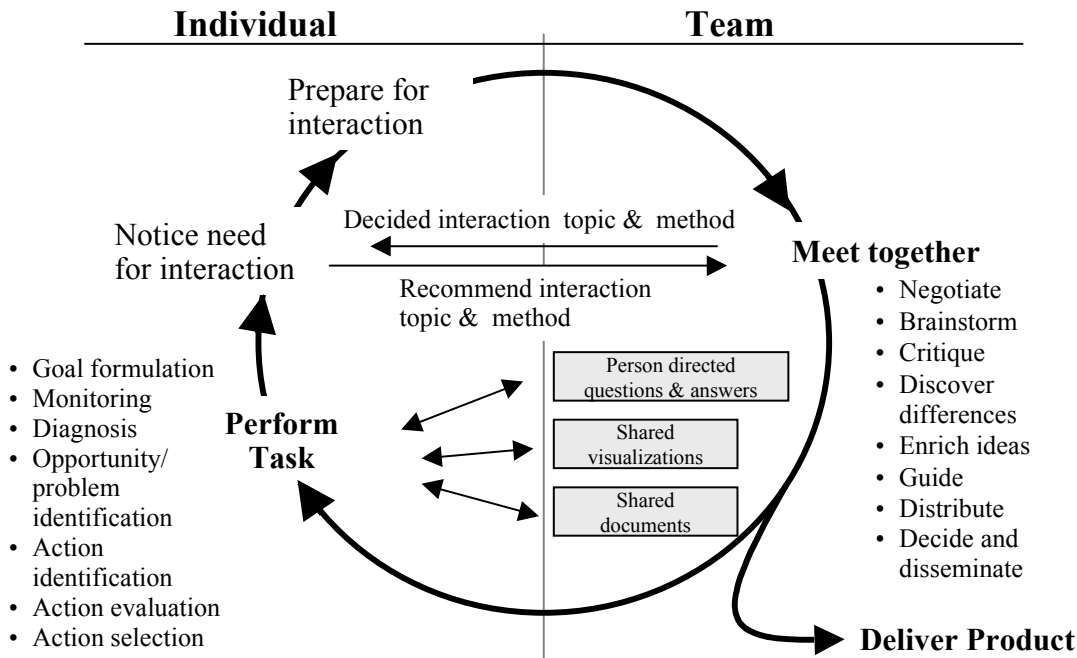 Individual
Team
Prepare for
interaction
Decided interaction topic & method
Notice need
for interaction
Recommend interaction
topic & method
Meet together
• Negotiate
• Brainstorm
• Critique
• Discover
differences
• Enrich ideas
• Guide
• Distribute
• Decide and
disseminate
• Goal formulation
• Monitoring
• Diagnosis
• Opportunity/
problem
identification
• Action
identification
• Action evaluation
• Action selection
Perform
Task
Person directed
questions & answers
Shared
visualizations
Shared
documents
Deliver Product